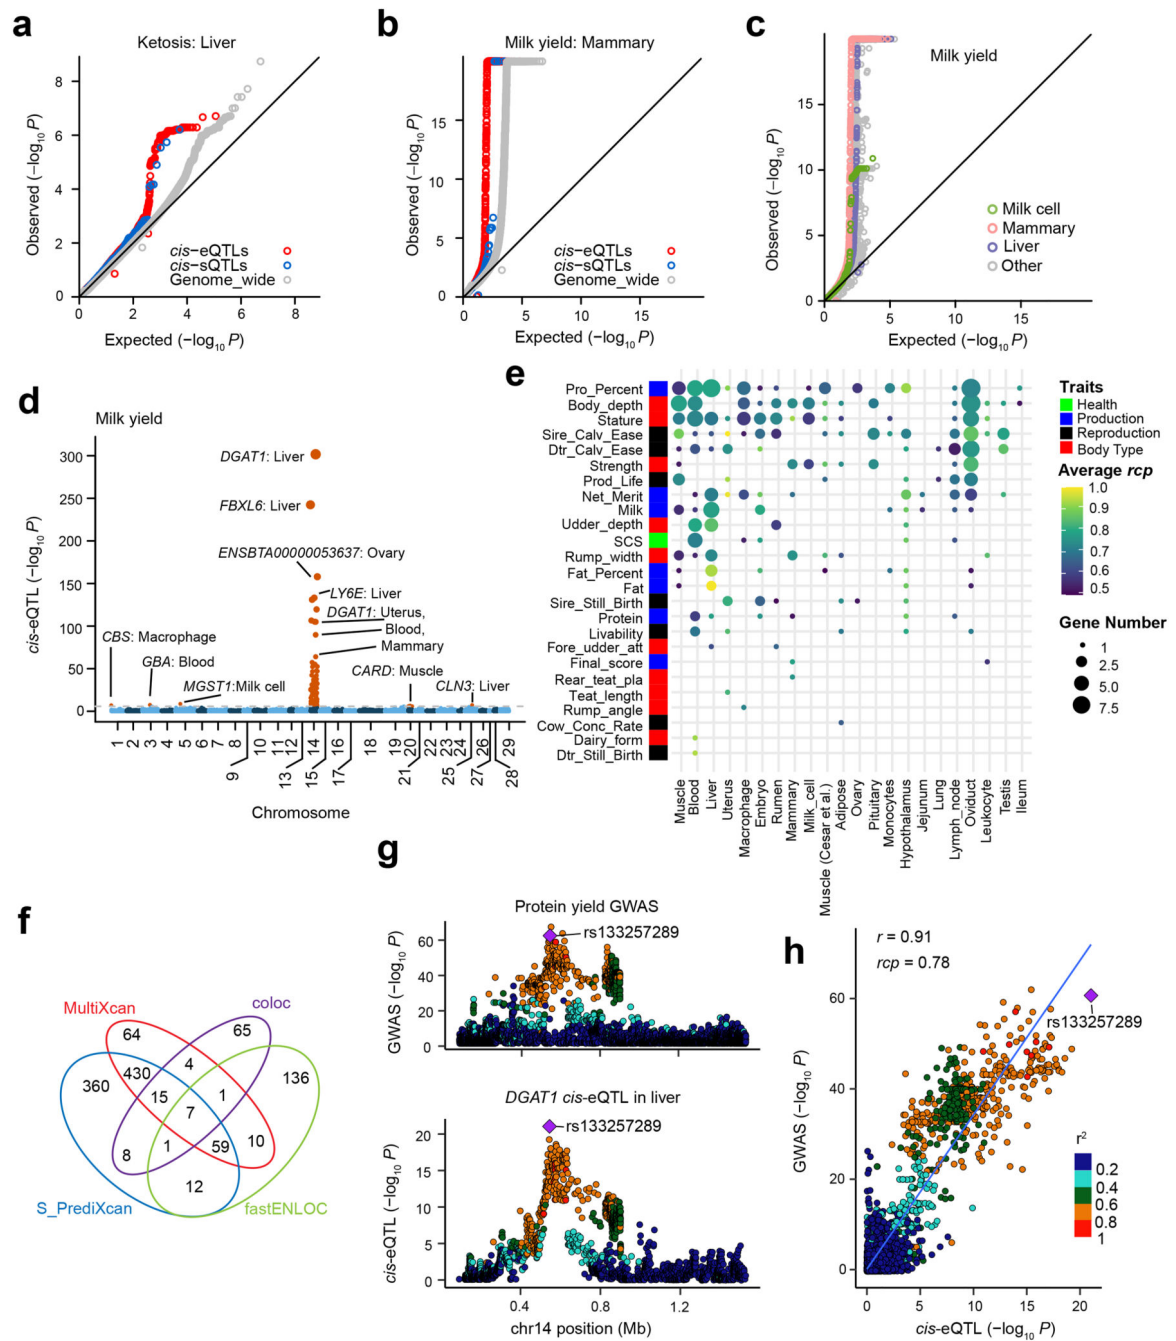 a
Ketosis: Liver
Observed (−log10 P)
8
6
4
2
0
cis−eQTLs
cis−sQTLs
Genome_wide
0 2 4 6 8
Expected (−log10 P)
b
Milk yield: Mammary
Observed (−log10 P)
15
10
5
0
cis−eQTLs
cis−sQTLs
Genome_wide
0 5 10 15
Expected (−log10 P)
c
Milk yield
Observed (−log10 P)
15
10
5
0
Milk cell
Mammary
Liver
Other
0 5 10 15
Expected (−log10 P)
d
Milk yield
cis−eQTL (−log10 P)
300
250
200
150
100
50
0
DGAT1: Liver
FBXL6: Liver
ENSBTA00000053637: Ovary
LY6E: Liver
DGAT1: Uterus,
Blood,
Mammary
CBS: Macrophage
GBA: Blood
MGST1:Milk cell
CARD: Muscle
CLN3: Liver
1 2 3 4 5 6 7 8 9 10 11 12 13 14 15 16 17 18 19 20 21 22 23 24 25 26 27 28 29
Chromosome
e
Pro_Percent
Body_depth
Stature
Sire_Calv_Ease
Dtr_Calv_Ease
Strength
Prod_Life
Net_Merit
Milk
Udder_depth
SCS
Rump_width
Fat_Percent
Fat
Sire_Still_Birth
Protein
Livability
Fore_udder_att
Final_score
Rear_teat_pla
Teat_length
Rump_angle
Cow_Conc_Rate
Dairy_form
Dtr_Still_Birth
Muscle
Blood
Liver
Uterus
Macrophage
Embryo
Rumen
Mammary
Milk_cell
Muscle (Cesar et al.)
Adipose
Ovary
Pituitary
Monocytes
Hypothalamus
Jejunum
Lung
Lymph_node
Oviduct
Leukocyte
Testis
Ileum
Traits
Health
Production
Reproduction
Body Type
Average rcp
1.0
0.9
0.8
0.7
0.6
0.5
Gene Number
1
2.5
5.0
7.5
f
MultiXcan
coloc
S_PrediXcan
fastENLOC
64
65
4
360
430
136
15
1
7
8
1
59
10
12
g
Protein yield GWAS
GWAS (−log10 P)
60
40
20
0
rs133257289
DGAT1 cis−eQTL in liver
cis−eQTL (−log10 P)
20
15
10
5
0
rs133257289
0.4 0.8 1.2
chr14 position (Mb)
h
r = 0.91
rcp = 0.78
GWAS (−log10 P)
60
40
20
0
rs133257289
r2
0.2
0.4
0.6
0.8
1
0 5 10 15 20
cis−eQTL (−log10 P)